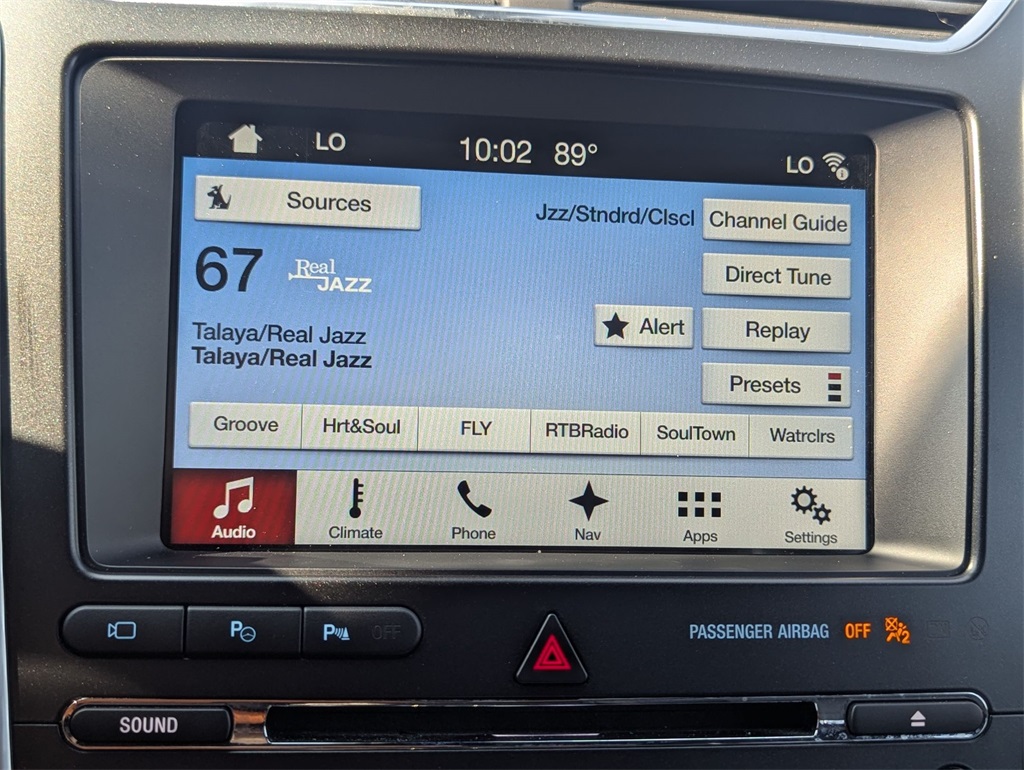 LO 10:02 89° LO
Sources
Jzz/Stndrd/Clscl
Channel Guide
67
Real
JAZZ
Direct Tune
Alert
Replay
Talaya/Real Jazz
Talaya/Real Jazz
Presets
Groove Hrt&Soul FLY RTBRadio SoulTown Watrclrs
Audio Climate Phone Nav Apps Settings
P P OFF
PASSENGER AIRBAG OFF 2
SOUND